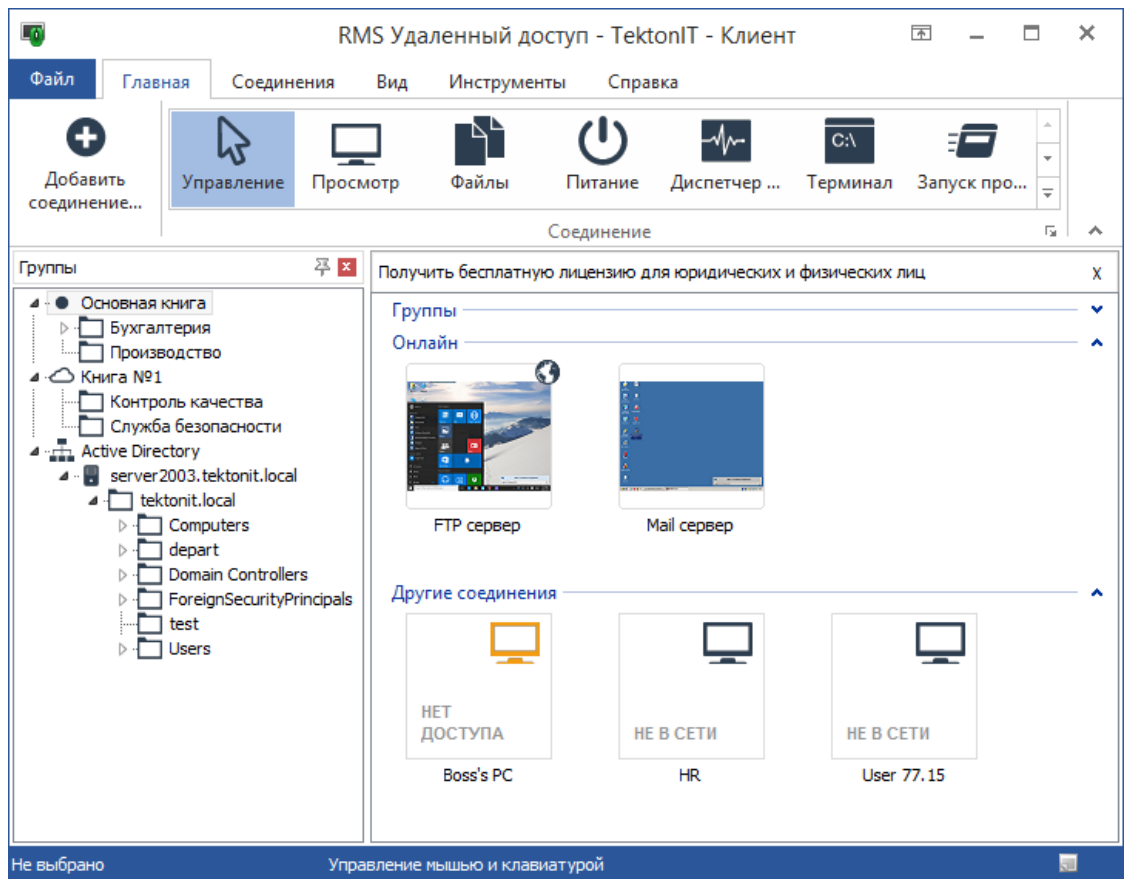 RMS Удаленный доступ - TektonIT - Клиент
Файл
Главная
Соединения
Вид
Инструменты
Справка
Добавить
соединение...
Управление
Просмотр
Файлы
Питание
Диспетчер ...
C:\
Терминал
Запуск про...
Соединение
Группы
Основная книга
Бухгалтерия
Производство
Книга №1
Контроль качества
Служба безопасности
Active Directory
server2003.tektonit.local
tektonit.local
Computers
depart
Domain Controllers
ForeignSecurityPrincipals
test
Users
Получить бесплатную лицензию для юридических и физических лиц
X
Группы
Онлайн
FTP сервер
Mail сервер
Другие соединения
НЕТ
ДОСТУПА
Boss's PC
НЕ В СЕТИ
HR
НЕ В СЕТИ
User 77.15
Не выбрано
Управление мышью и клавиатурой